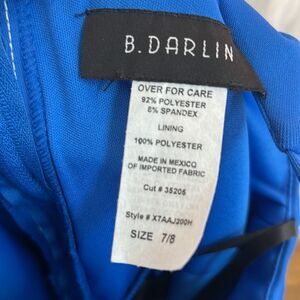 B. DARLIN
OVER FOR CARE
92% POLYESTER
8% SPANDEX
LINING
100% POLYESTER
MADE IN MEXICO
OF IMPORTED FABRIC
Cut # 35205
Style # XTAAJ200H
SIZE 7/8